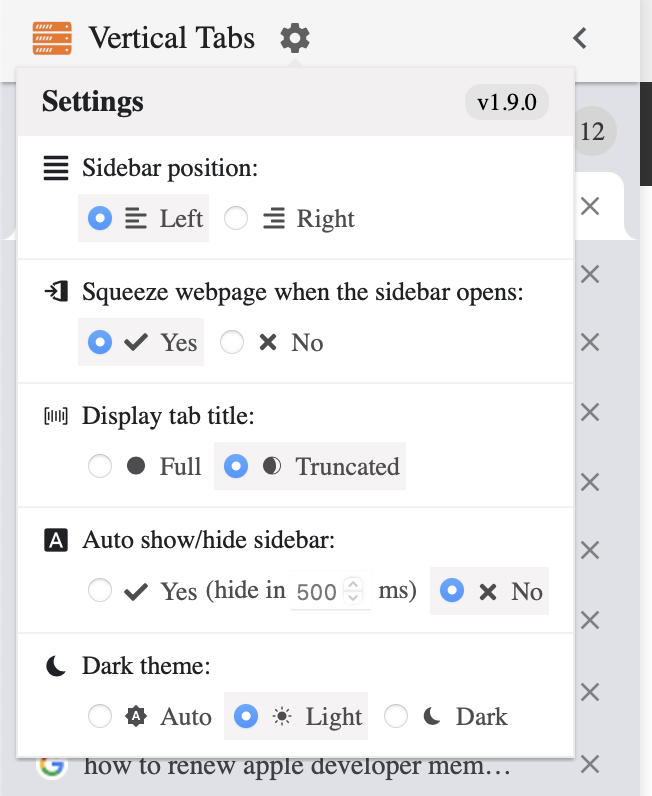 Vertical Tabs
Settings
v1.9.0
12
Sidebar position:
Left Right
Squeeze webpage when the sidebar opens:
Yes No
Display tab title:
Full Truncated
A Auto show/hide sidebar:
Yes (hide in 500 ms) No
Dark theme:
A Auto Light Dark
G how to renew apple developer mem...